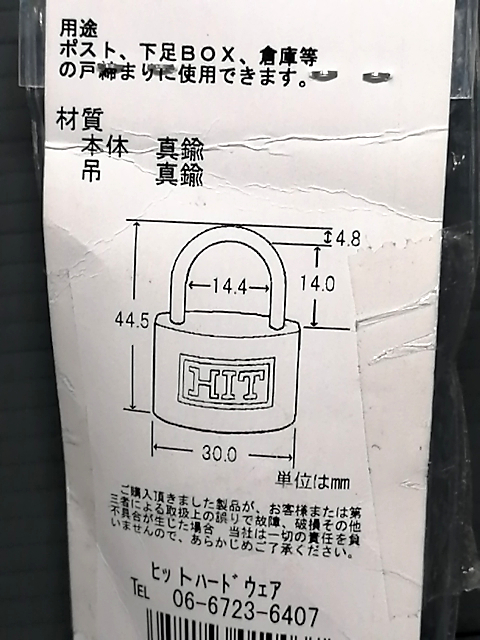 用途
ポスト、下足BOX、倉庫等
の戸締まりに使用できます。
材質
本体 真鍮
吊 真鍮
4.8
14.4
14.0
44.5
HIT
30.0
単位はmm
ご購入頂きました製品が、お客様または第
三者による取扱上の誤りで故障、破損その他
不具合が生じた場合 当社は一切の責任を負
いませんので、あらかじめご了承ください。
ヒットハードウェア
TEL 06-6723-6407